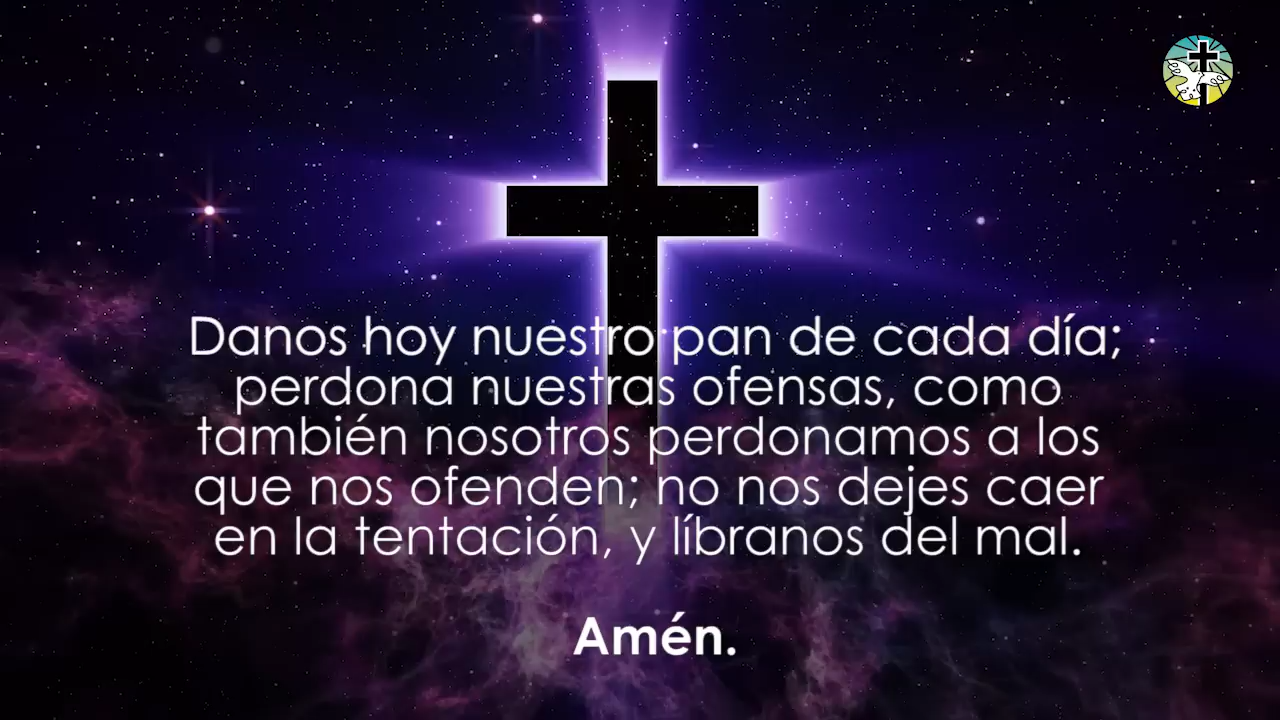 Danos hoy nuestro pan de cada día;
perdona nuestras ofensas, como
también nosotros perdonamos a los
que nos ofenden; no nos dejes caer
en la tentación, y líbranos del mal.
Amén.